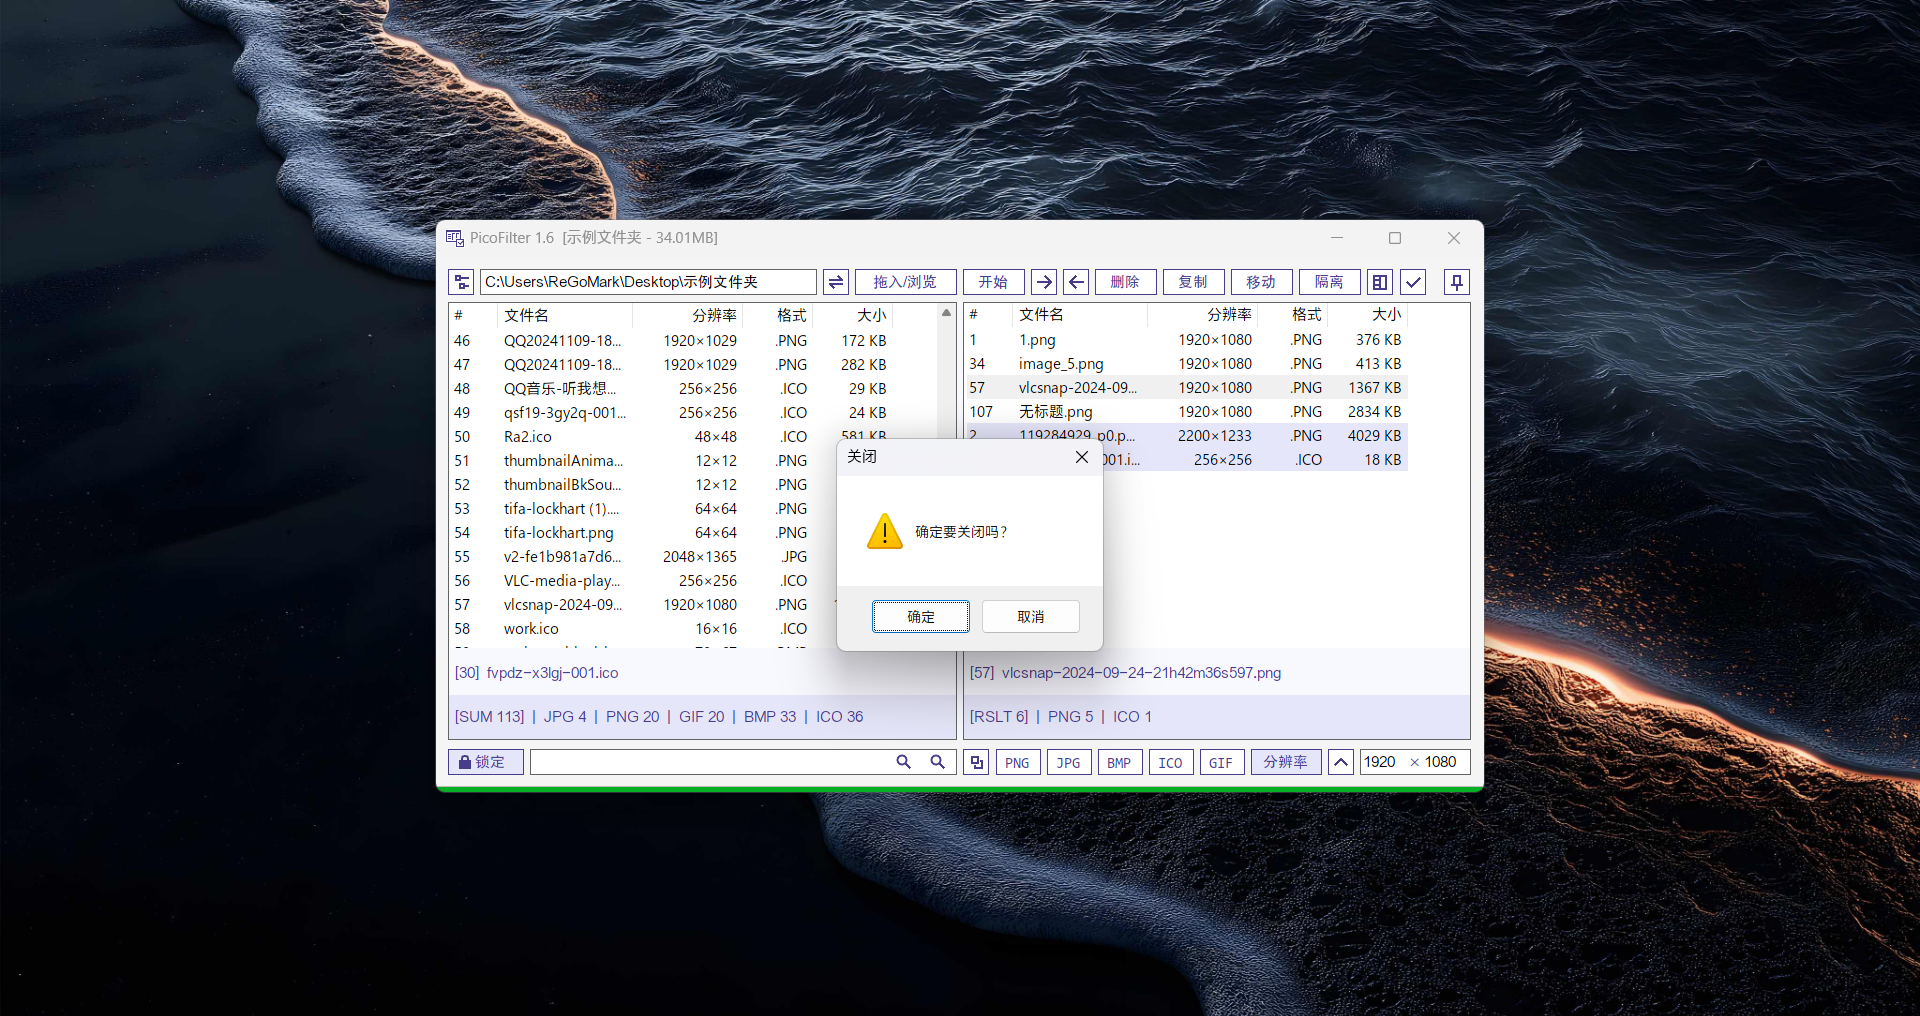 PicoFilter 1.6 [示例文件夹 - 34.01MB]
C:\Users\ReGoMark\Desktop\示例文件夹 拖入/浏览 开始 删除 复制 移动 隔离
# 文件名 分辨率 格式 大小
46 QQ20241109-18... 1920×1029 .PNG 172 KB
47 QQ20241109-18... 1920×1029 .PNG 282 KB
48 QQ音乐-听我想... 256×256 .ICO 29 KB
49 qsf19-3gy2q-001... 256×256 .ICO 24 KB
50 Ra2.ico 48×48 .ICO 581 KB
51 thumbnailAnima... 12×12 .PNG
52 thumbnailBkSou... 12×12 .PNG
53 tifa-lockhart (1).... 64×64 .PNG
54 tifa-lockhart.png 64×64 .PNG
55 v2-fe1b981a7d6... 2048×1365 .JPG
56 VLC-media-play... 256×256 .ICO
57 vlcsnap-2024-09... 1920×1080 .PNG
58 work.ico 16×16 .ICO
[30] fvpdz-x3lgj-001.ico
[SUM 113] | JPG 4 | PNG 20 | GIF 20 | BMP 33 | ICO 36
# 文件名 分辨率 格式 大小
1 1.png 1920×1080 .PNG 376 KB
34 image_5.png 1920×1080 .PNG 413 KB
57 vlcsnap-2024-09... 1920×1080 .PNG 1367 KB
107 无标题.png 1920×1080 .PNG 2834 KB
2 119284929_p0.p... 2200×1233 .PNG 4029 KB
001.i... 256×256 .ICO 18 KB
[57] vlcsnap-2024-09-24-21h42m36s597.png
[RSLT 6] | PNG 5 | ICO 1
关闭
确定要关闭吗？
确定 取消
锁定 PNG JPG BMP ICO GIF 分辨率 1920 × 1080